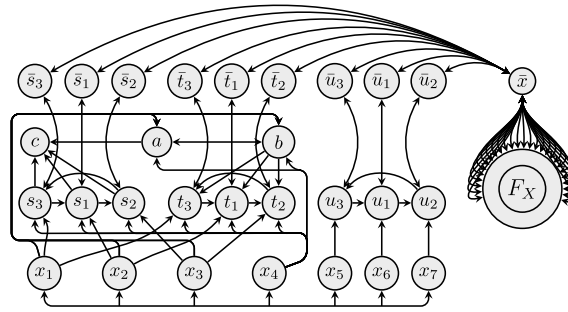 s̄₃ s̄₁ s̄₂ t̄₃ t̄₁ t̄₂ ū₃ ū₁ ū₂ x̄
c a b
s₃ s₁ s₂ t₃ t₁ t₂ u₃ u₁ u₂ F_X
x₁ x₂ x₃ x₄ x₅ x₆ x₇